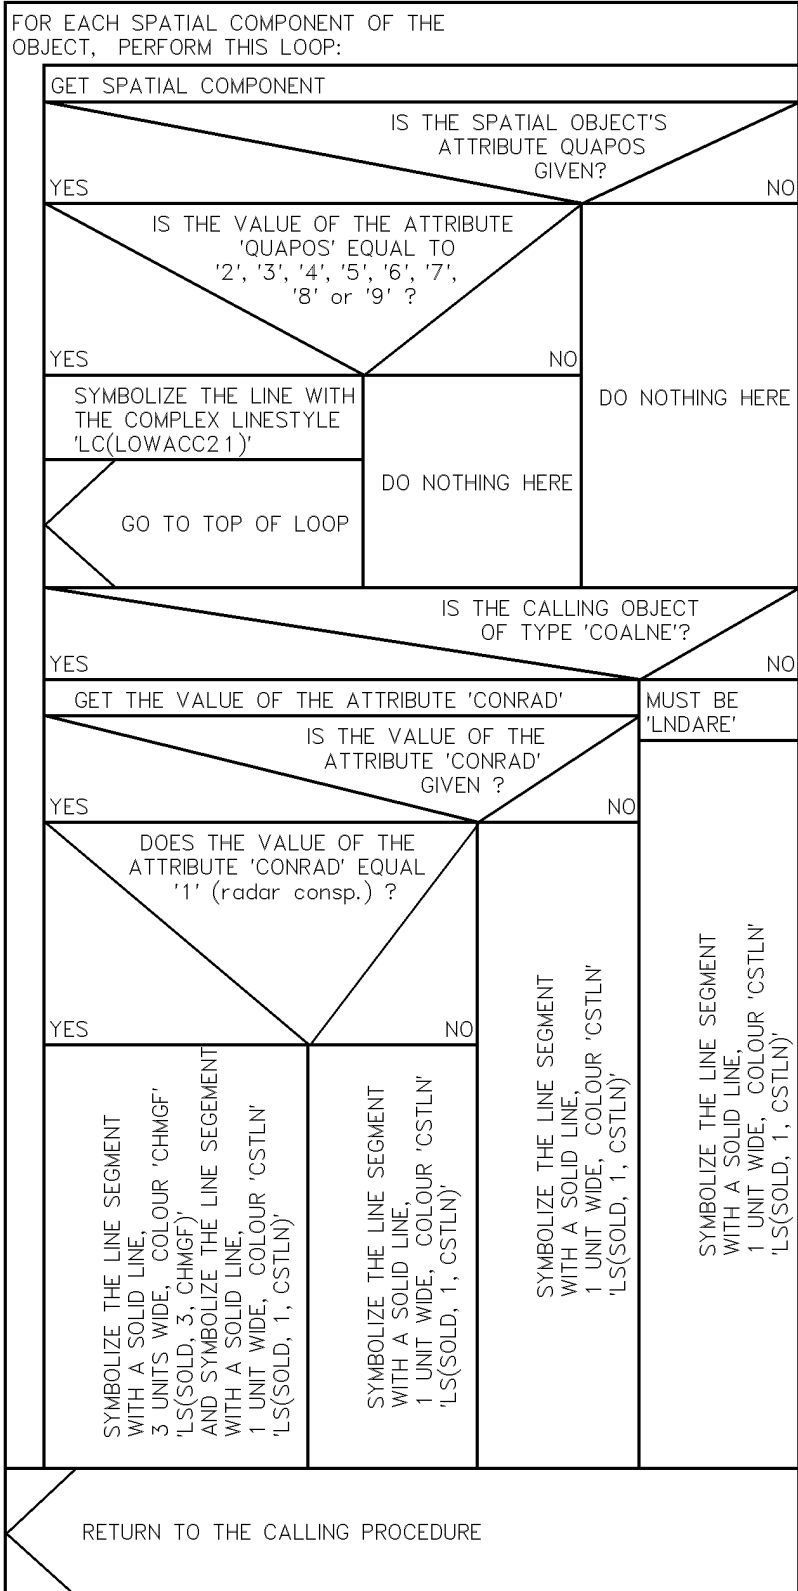 FOR EACH SPATIAL COMPONENT OF THE
OBJECT, PERFORM THIS LOOP:
GET SPATIAL COMPONENT
IS THE SPATIAL OBJECT'S
ATTRIBUTE QUAPOS
GIVEN?
YES
NO
IS THE VALUE OF THE ATTRIBUTE
'QUAPOS' EQUAL TO
'2', '3', '4', '5', '6', '7',
'8' or '9' ?
YES
NO
SYMBOLIZE THE LINE WITH
THE COMPLEX LINESTYLE
'LC(LOWACC21)'
GO TO TOP OF LOOP
DO NOTHING HERE
DO NOTHING HERE
IS THE CALLING OBJECT
OF TYPE 'COALNE'?
YES
NO
GET THE VALUE OF THE ATTRIBUTE 'CONRAD'
MUST BE
'LNDARE'
IS THE VALUE OF THE
ATTRIBUTE 'CONRAD'
GIVEN ?
YES
NO
DOES THE VALUE OF THE
ATTRIBUTE 'CONRAD' EQUAL
'1' (radar consp.) ?
YES
NO
SYMBOLIZE THE LINE SEGMENT
WITH A SOLID LINE,
3 UNITS WIDE, COLOUR 'CHMGF'
'LS(SOLD, 3, CHMGF)'
AND SYMBOLIZE THE LINE SEGEMENT
WITH A SOLID LINE,
1 UNIT WIDE, COLOUR 'CSTLN'
'LS(SOLD, 1, CSTLN)'
SYMBOLIZE THE LINE SEGMENT
WITH A SOLID LINE,
1 UNIT WIDE, COLOUR 'CSTLN'
'LS(SOLD, 1, CSTLN)'
SYMBOLIZE THE LINE SEGMENT
WITH A SOLID LINE,
1 UNIT WIDE, COLOUR 'CSTLN'
'LS(SOLD, 1, CSTLN)'
SYMBOLIZE THE LINE SEGMENT
WITH A SOLID LINE,
1 UNIT WIDE, COLOUR 'CSTLN'
'LS(SOLD, 1, CSTLN)'
RETURN TO THE CALLING PROCEDURE